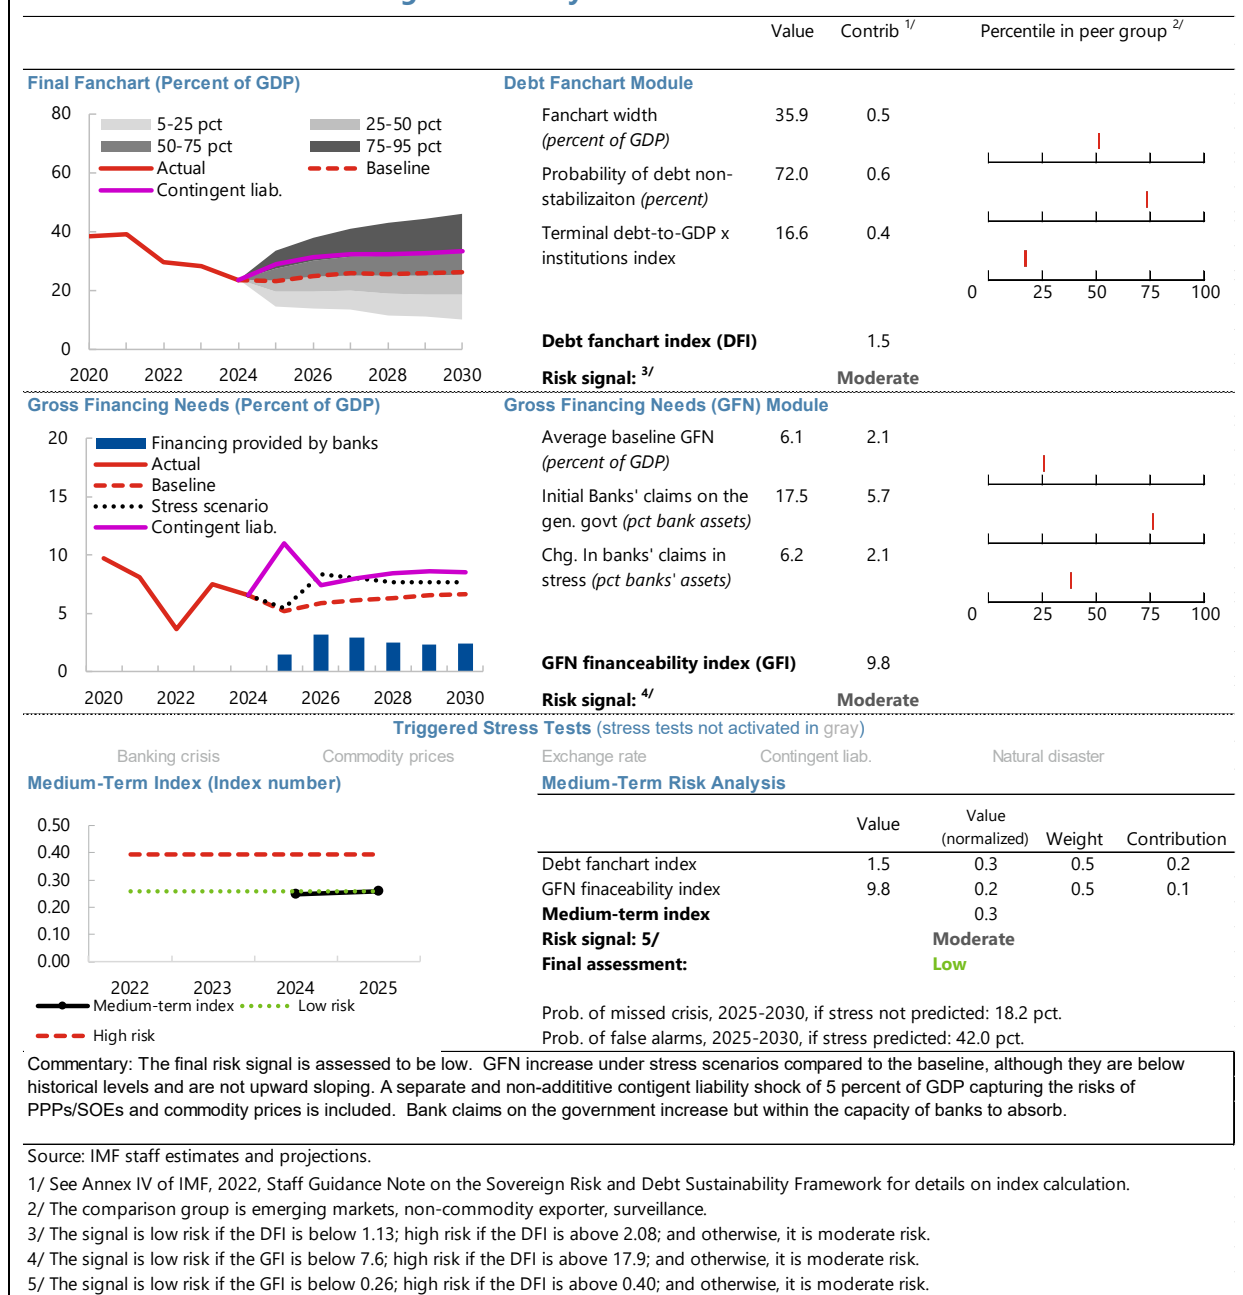 Value Contrib 1/ Percentile in peer group 2/
Final Fanchart (Percent of GDP)
80
60
40
20
0
5-25 pct 25-50 pct
50-75 pct 75-95 pct
Actual Baseline
Contingent liab.
2020 2022 2024 2026 2028 2030
Debt Fanchart Module
Fanchart width 35.9 0.5
(percent of GDP)
Probability of debt non- 72.0 0.6
stabilizaiton (percent)
Terminal debt-to-GDP x 16.6 0.4
institutions index
0 25 50 75 100
Debt fanchart index (DFI) 1.5
Risk signal: 3/ Moderate
Gross Financing Needs (Percent of GDP)
20
15
10
5
0
Financing provided by banks
Actual
Baseline
Stress scenario
Contingent liab.
2020 2022 2024 2026 2028 2030
Gross Financing Needs (GFN) Module
Average baseline GFN 6.1 2.1
(percent of GDP)
Initial Banks' claims on the 17.5 5.7
gen. govt (pct bank assets)
Chg. In banks' claims in 6.2 2.1
stress (pct banks' assets)
0 25 50 75 100
GFN financeability index (GFI) 9.8
Risk signal: 4/ Moderate
Triggered Stress Tests (stress tests not activated in gray)
Banking crisis Commodity prices Exchange rate Contingent liab. Natural disaster
Medium-Term Index (Index number)
0.50
0.40
0.30
0.20
0.10
0.00
2022 2023 2024 2025
Medium-term index Low risk
High risk
Medium-Term Risk Analysis
Value Value (normalized) Weight Contribution
Debt fanchart index 1.5 0.3 0.5 0.2
GFN finaceability index 9.8 0.2 0.5 0.1
Medium-term index 0.3
Risk signal: 5/ Moderate
Final assessment: Low
Prob. of missed crisis, 2025-2030, if stress not predicted: 18.2 pct.
Prob. of false alarms, 2025-2030, if stress predicted: 42.0 pct.
Commentary: The final risk signal is assessed to be low. GFN increase under stress scenarios compared to the baseline, although they are below
historical levels and are not upward sloping. A separate and non-addititive contigent liability shock of 5 percent of GDP capturing the risks of
PPPs/SOEs and commodity prices is included. Bank claims on the government increase but within the capacity of banks to absorb.
Source: IMF staff estimates and projections.
1/ See Annex IV of IMF, 2022, Staff Guidance Note on the Sovereign Risk and Debt Sustainability Framework for details on index calculation.
2/ The comparison group is emerging markets, non-commodity exporter, surveillance.
3/ The signal is low risk if the DFI is below 1.13; high risk if the DFI is above 2.08; and otherwise, it is moderate risk.
4/ The signal is low risk if the GFI is below 7.6; high risk if the DFI is above 17.9; and otherwise, it is moderate risk.
5/ The signal is low risk if the GFI is below 0.26; high risk if the DFI is above 0.40; and otherwise, it is moderate risk.